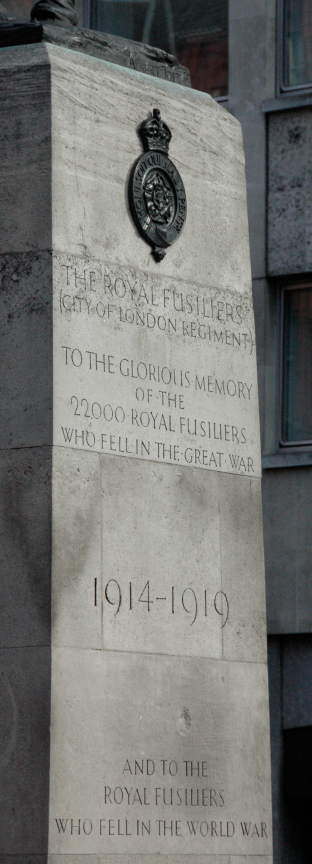 THE ROYAL FUSILIERS
(CITY OF LONDON REGIMENT)
TO THE GLORIOUS MEMORY
OF THE
22000 ROYAL FUSILIERS
WHO FELL IN THE GREAT WAR
1914-1919
AND TO THE
ROYAL FUSILIERS
WHO FELL IN THE WORLD WAR